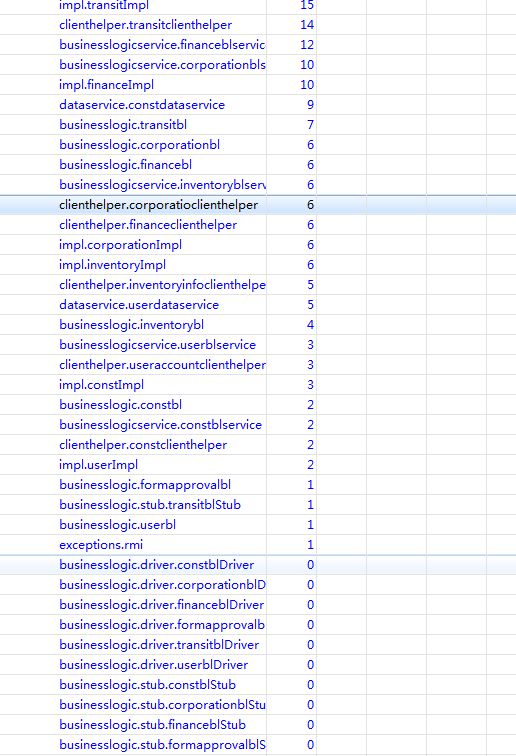 impl.transitImpl 15
clienthelper.transitclienthelper 14
businesslogicservice.financeblservic 12
businesslogicservice.corporationbls 10
impl.financeImpl 10
dataservice.constdataservice 9
businesslogic.transitbl 7
businesslogic.corporationbl 6
businesslogic.financebl 6
businesslogicservice.inventoryblserv 6
clienthelper.corporatioclienthelper 6
clienthelper.financeclienthelper 6
impl.corporationImpl 6
impl.inventoryImpl 6
clienthelper.inventoryinfoclienthelpe 5
dataservice.userdataservice 5
businesslogic.inventorybl 4
businesslogicservice.userblservice 3
clienthelper.useraccountclienthelper 3
impl.constImpl 3
businesslogic.constbl 2
businesslogicservice.constblservice 2
clienthelper.constclienthelper 2
impl.userImpl 2
businesslogic.formapprovalbl 1
businesslogic.stub.transitblStub 1
businesslogic.userbl 1
exceptions.rmi 1
businesslogic.driver.constblDriver 0
businesslogic.driver.corporationblD 0
businesslogic.driver.financeblDriver 0
businesslogic.driver.formapprovalb 0
businesslogic.driver.transitblDriver 0
businesslogic.driver.userblDriver 0
businesslogic.stub.constblStub 0
businesslogic.stub.corporationblStu 0
businesslogic.stub.financeblStub 0
businesslogic.stub.formapprovalblS 0